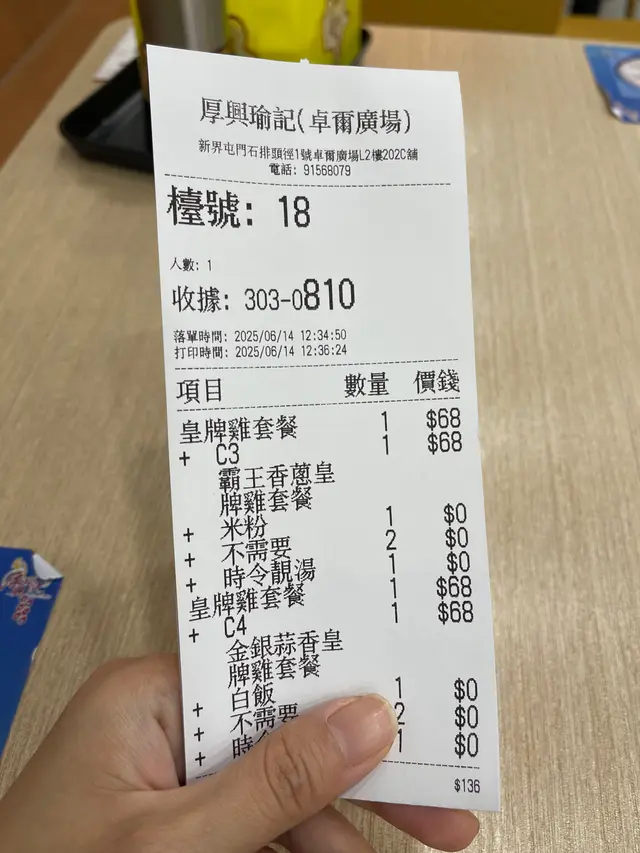 厚興瑜記(卓爾廣場)
新界屯門石排頭徑1號卓爾廣場L2樓202C舖
電話: 91568079
檯號: 18
人數: 1
收據: 303-0810
落單時間: 2025/06/14 12:34:50
打印時間: 2025/06/14 12:36:24
項目 數量 價錢
皇牌雞套餐 1 $68
+ C3 1 $68
霸王香蔥皇
牌雞套餐
+ 米粉 1 $0
+ 不需要 2 $0
+ 時令靚湯 1 $0
皇牌雞套餐 1 $68
+ C4 1 $68
金銀蒜香皇
牌雞套餐
+ 白飯 1 $0
+ 不需要 2 $0
+ 時 1 $0
$136